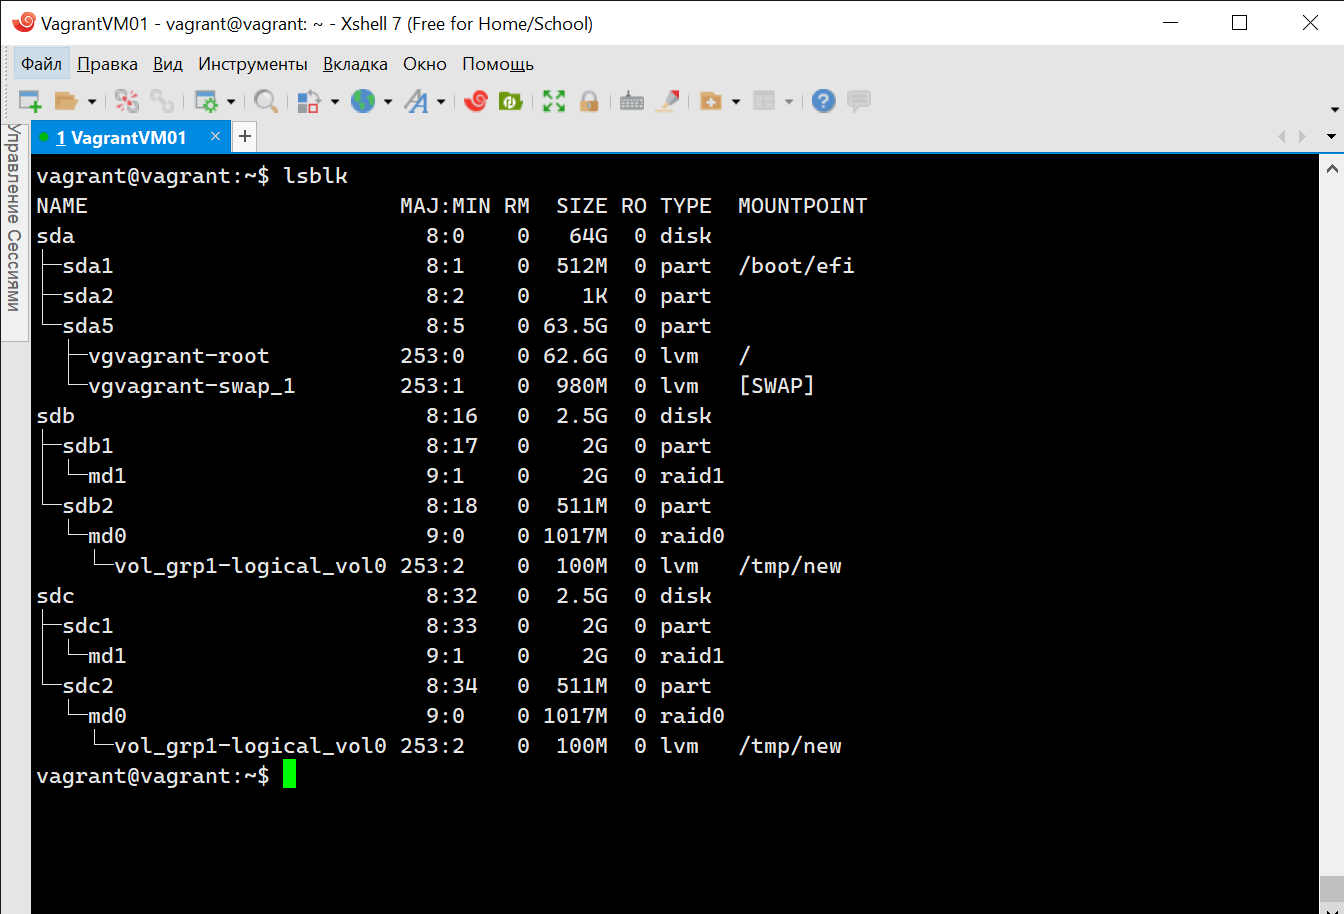 VagrantVM01 - vagrant@vagrant: ~ - Xshell 7 (Free for Home/School)
Файл Правка Вид Инструменты Вкладка Окно Помощь
Управление Сессиями
1 VagrantVM01 × +
vagrant@vagrant:~$ lsblk
NAME                        MAJ:MIN RM  SIZE RO TYPE  MOUNTPOINT
sda                           8:0    0   64G  0 disk
├─sda1                        8:1    0  512M  0 part  /boot/efi
├─sda2                        8:2    0    1K  0 part
└─sda5                        8:5    0 63.5G  0 part
  ├─vgvagrant-root          253:0    0 62.6G  0 lvm   /
  └─vgvagrant-swap_1        253:1    0  980M  0 lvm   [SWAP]
sdb                           8:16   0  2.5G  0 disk
├─sdb1                        8:17   0    2G  0 part
│ └─md1                       9:1    0    2G  0 raid1
└─sdb2                        8:18   0  511M  0 part
  └─md0                       9:0    0 1017M  0 raid0
    └─vol_grp1-logical_vol0 253:2    0  100M  0 lvm   /tmp/new
sdc                           8:32   0  2.5G  0 disk
├─sdc1                        8:33   0    2G  0 part
│ └─md1                       9:1    0    2G  0 raid1
└─sdc2                        8:34   0  511M  0 part
  └─md0                       9:0    0 1017M  0 raid0
    └─vol_grp1-logical_vol0 253:2    0  100M  0 lvm   /tmp/new
vagrant@vagrant:~$